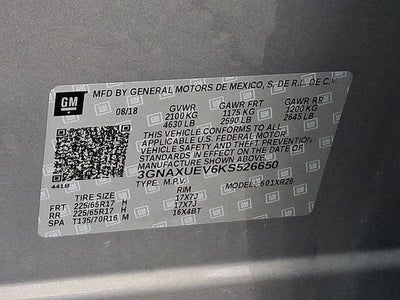 GM MFD BY GENERAL MOTORS DE MEXICO, S. DE R.L. DE C.V.
08/18 GVWR GAWR FRT GAWR RR
2100 KG 1175 KG 1200 KG
4630 LB 2590 LB 2645 LB
THIS VEHICLE CONFORMS TO ALL
APPLICABLE U.S. FEDERAL MOTOR
VEHICLE SAFETY AND THEFT PREVENTION
STANDARDS IN EFFECT ON THE DATE OF
MANUFACTURE SHOWN ABOVE.
3GNAXUEV6KS526650
441B TYPE: M.P.V. MODEL: 601XR26
TIRE SIZE RIM
FRT 225/65R17 H 17X7J
RR 225/65R17 H 17X7J
SPA T135/70R16 M 16X4BT